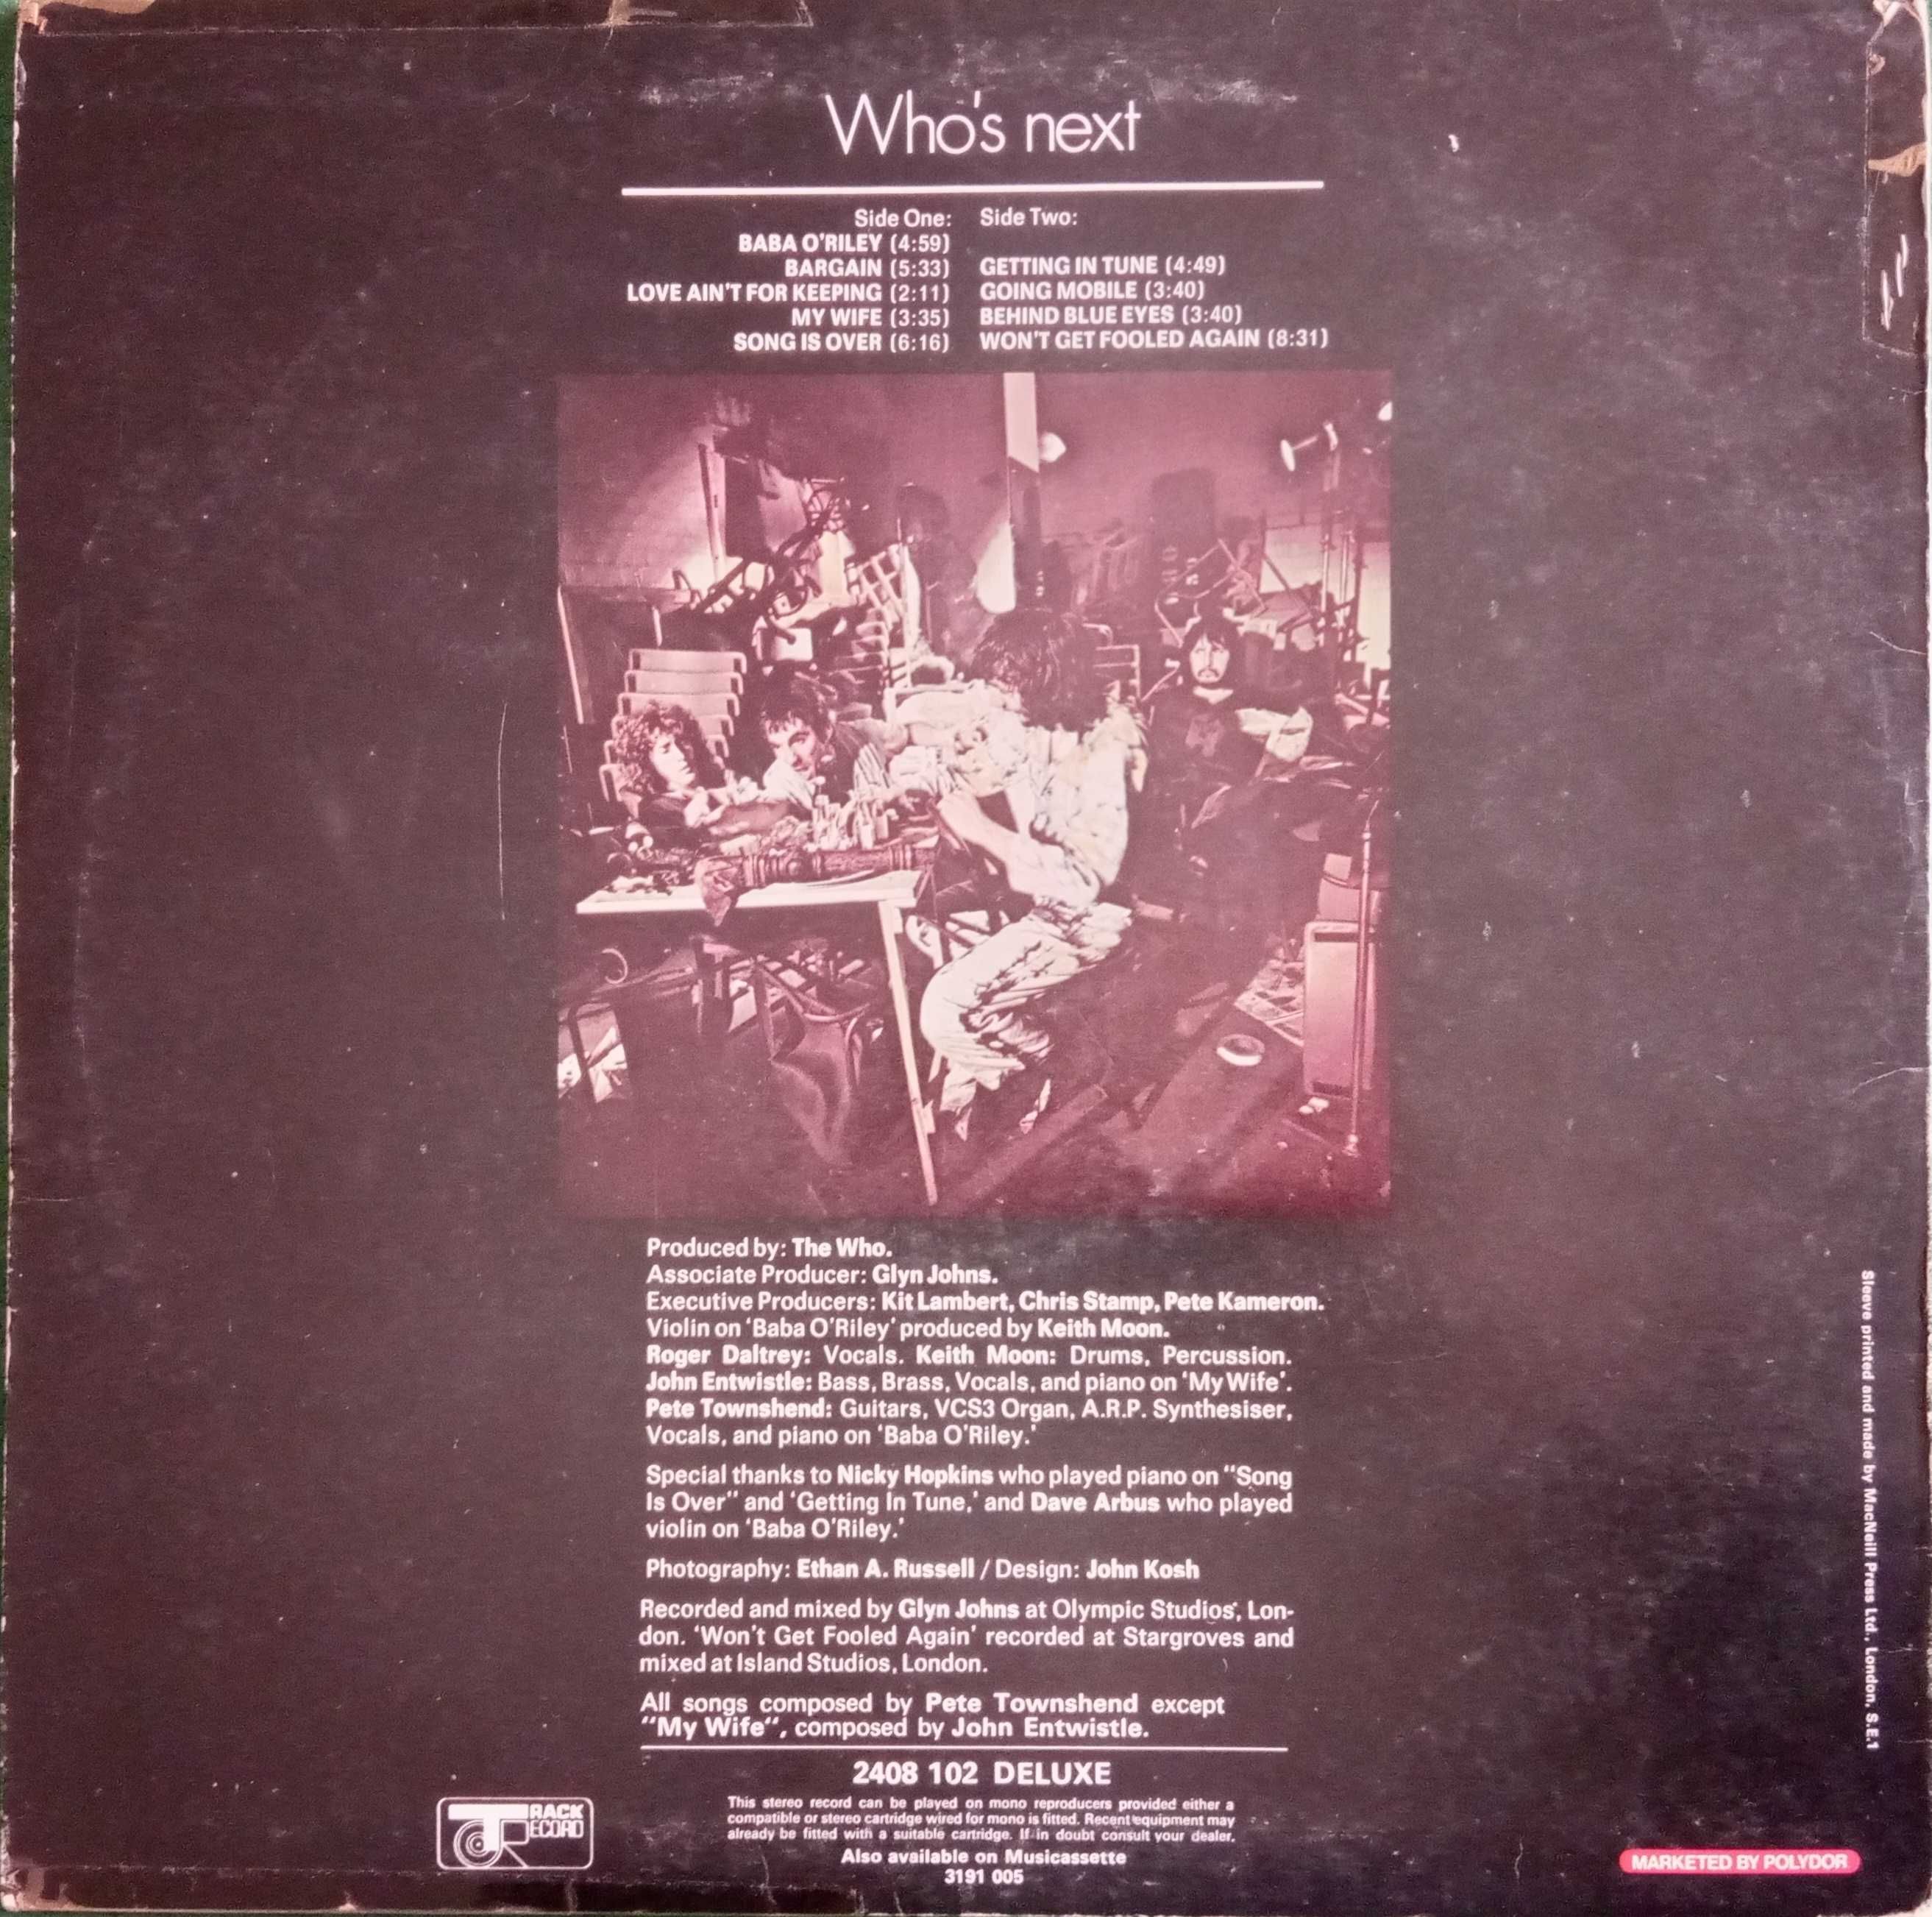 Who's next
Side One:
BABA O'RILEY (4:59)
BARGAIN (5:33)
LOVE AIN'T FOR KEEPING (2:11)
MY WIFE (3:35)
SONG IS OVER (6:16)
Side Two:
GETTING IN TUNE (4:49)
GOING MOBILE (3:40)
BEHIND BLUE EYES (3:40)
WON'T GET FOOLED AGAIN (8:31)
Produced by: The Who.
Associate Producer: Glyn Johns.
Executive Producers: Kit Lambert, Chris Stamp, Pete Kameron.
Violin on 'Baba O'Riley' produced by Keith Moon.
Roger Daltrey: Vocals. Keith Moon: Drums, Percussion.
John Entwistle: Bass, Brass, Vocals, and piano on 'My Wife'.
Pete Townshend: Guitars, VCS3 Organ, A.R.P. Synthesiser,
Vocals, and piano on 'Baba O'Riley.'
Special thanks to Nicky Hopkins who played piano on "Song
Is Over" and 'Getting In Tune,' and Dave Arbus who played
violin on 'Baba O'Riley.'
Photography: Ethan A. Russell / Design: John Kosh
Recorded and mixed by Glyn Johns at Olympic Studios, Lon-
don. 'Won't Get Fooled Again' recorded at Stargroves and
mixed at Island Studios, London.
All songs composed by Pete Townshend except
"My Wife", composed by John Entwistle.
2408 102 DELUXE
This stereo record can be played on mono reproducers provided either a
compatible or stereo cartridge wired for mono is fitted. Recent equipment may
already be fitted with a suitable cartridge. If in doubt consult your dealer.
Also available on Musicassette
3191 005
TRACK
RECORD
MARKETED BY POLYDOR
Sleeve printed and made by MacNeill Press Ltd., London, S.E.1